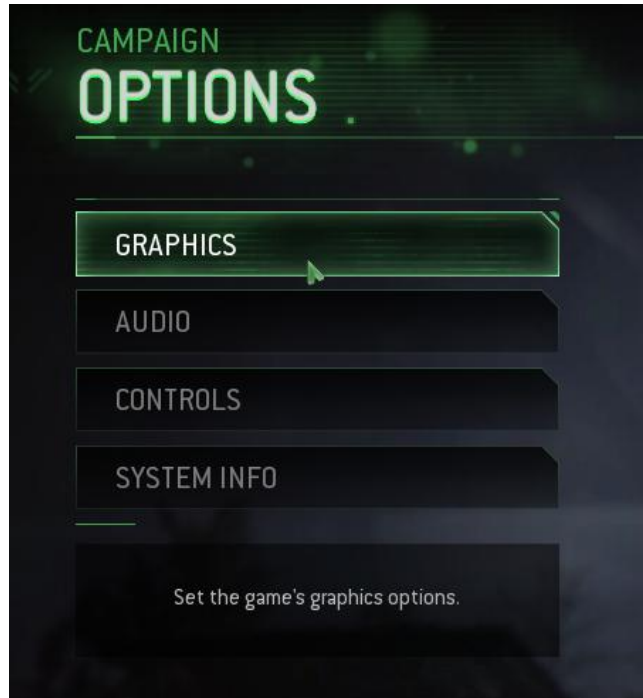 CAMPAIGN
OPTIONS
GRAPHICS
AUDIO
CONTROLS
SYSTEM INFO
Set the game's graphics options.